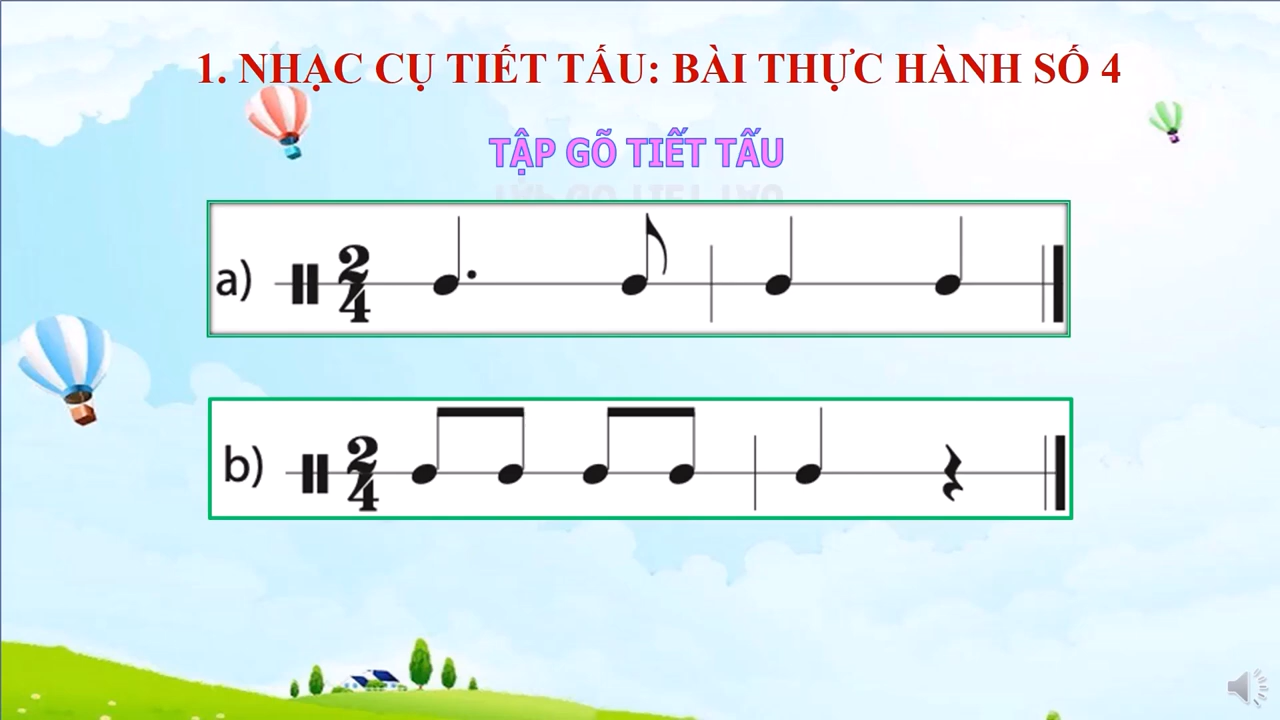 1. NHẠC CỤ TIẾT TẤU: BÀI THỰC HÀNH SỐ 4
TẬP GÕ TIẾT TẤU
a) 2/4
b) 2/4